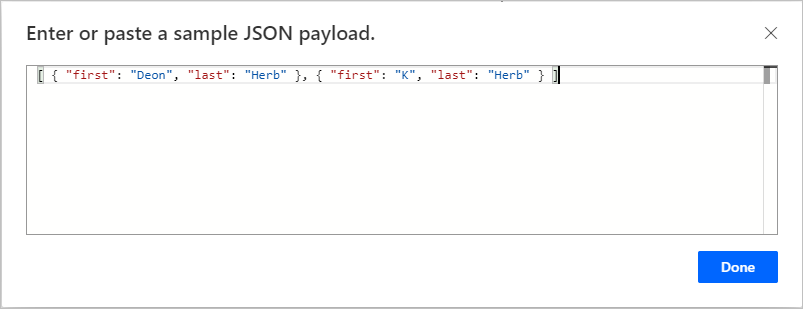 Enter or paste a sample JSON payload.
[ { "first": "Deon", "last": "Herb" }, { "first": "K", "last": "Herb" } ]
Done